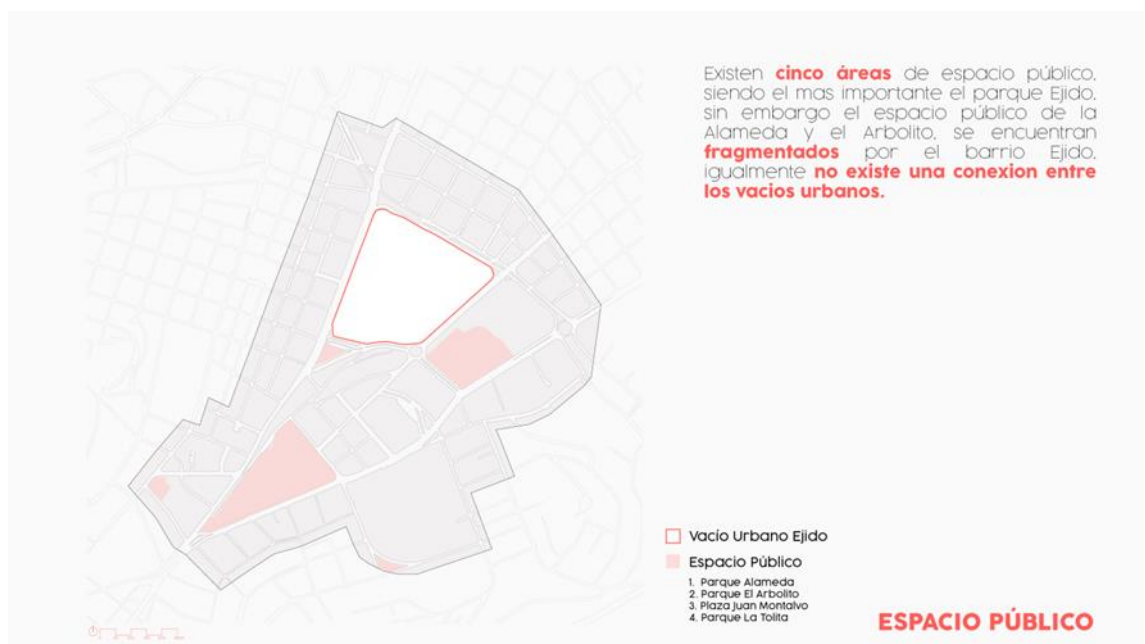 Existen cinco áreas de espacio público,
siendo el mas importante el parque Ejido,
sin embargo el espacio público de la
Alameda y el Arbolito, se encuentran
fragmentados por el barrio Ejido,
igualmente no existe una conexion entre
los vacios urbanos.
Vacío Urbano Ejido
Espacio Público
1. Parque Alameda
2. Parque El Arbolito
3. Plaza Juan Montalvo
4. Parque La Tolita
ESPACIO PÚBLICO